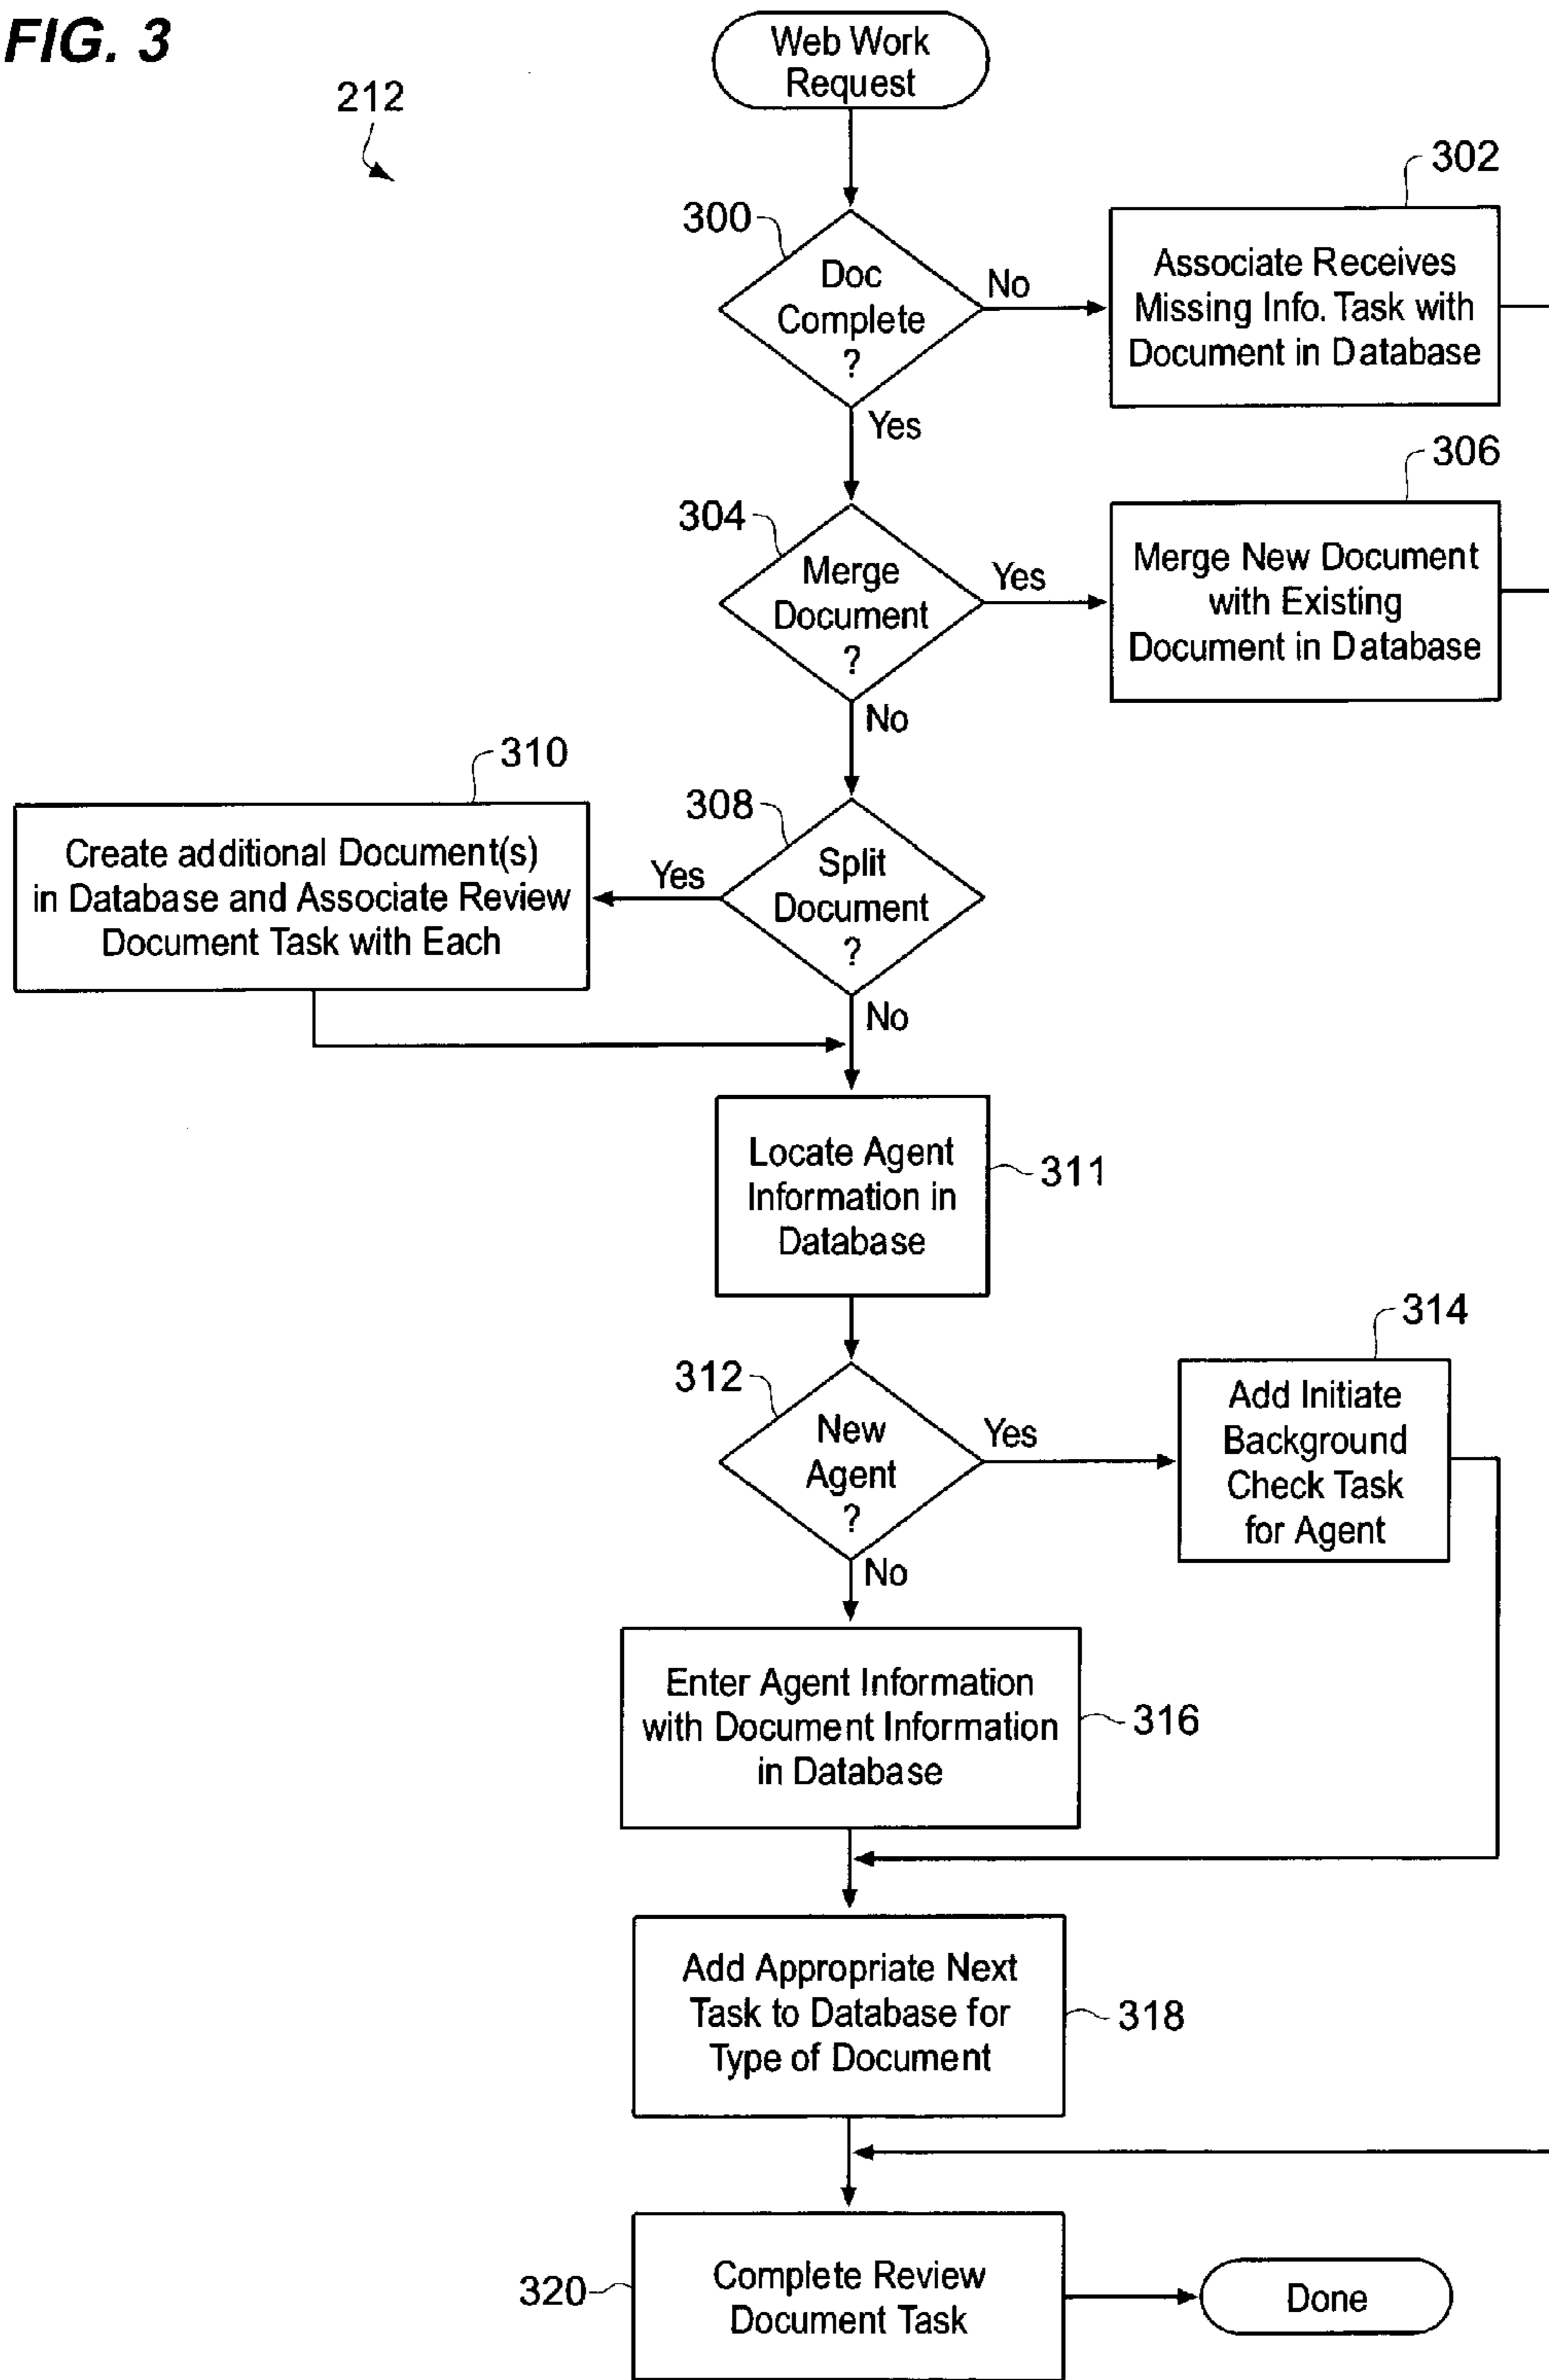 FIG. 3
212
Web Work
Request
300
Doc
Complete
?
No
Yes
302
Associate Receives
Missing Info. Task with
Document in Database
304
Merge
Document
?
Yes
No
306
Merge New Document
with Existing
Document in Database
308
Split
Document
?
Yes
No
310
Create additional Document(s)
in Database and Associate Review
Document Task with Each
Locate Agent
Information in
Database
311
312
New
Agent
?
Yes
No
314
Add Initiate
Background
Check Task
for Agent
Enter Agent Information
with Document Information
in Database
316
Add Appropriate Next
Task to Database for
Type of Document
318
320
Complete Review
Document Task
Done